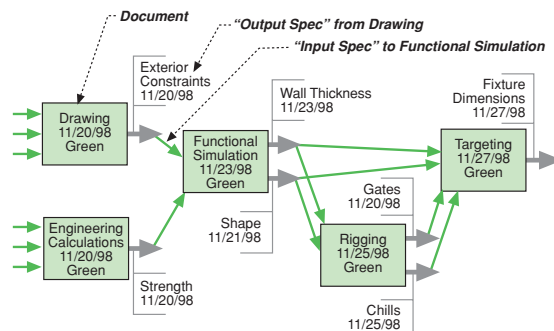 Document
“Output Spec” from Drawing
“Input Spec” to Functional Simulation
Exterior
Constraints
11/20/98
Drawing
11/20/98
Green
Functional
Simulation
11/23/98
Green
Wall Thickness
11/23/98
Fixture
Dimensions
11/27/98
Targeting
11/27/98
Green
Engineering
Calculations
11/20/98
Green
Strength
11/20/98
Shape
11/21/98
Gates
11/20/98
Rigging
11/25/98
Green
Chills
11/25/98